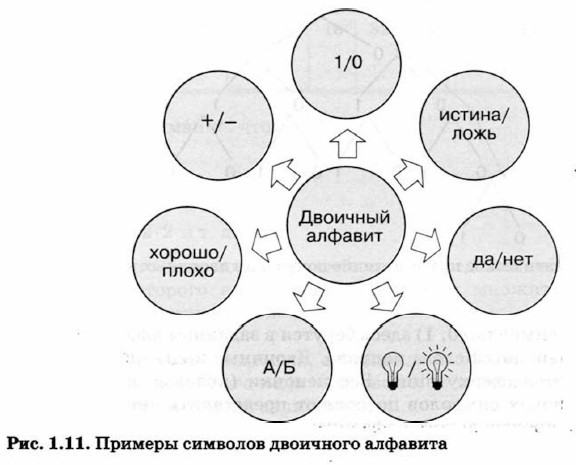 1/0
+/−
истина/
ложь
Двоичный
алфавит
хорошо/
плохо
да/нет
А/Б
/
Рис. 1.11. Примеры символов двоичного алфавита